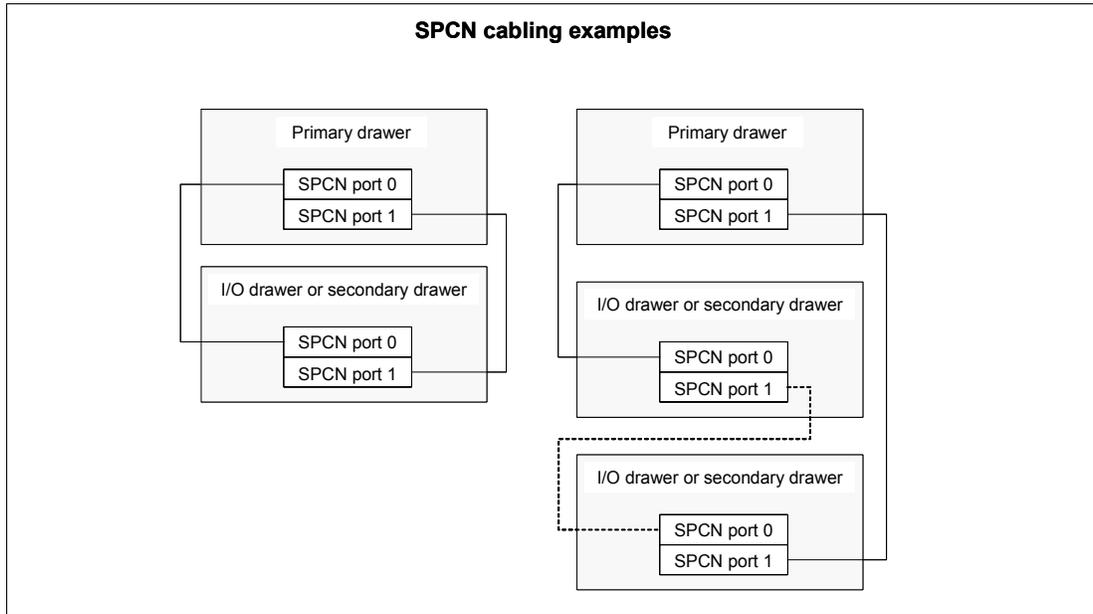 SPCN cabling examples
Primary drawer
SPCN port 0
SPCN port 1
I/O drawer or secondary drawer
SPCN port 0
SPCN port 1
Primary drawer
SPCN port 0
SPCN port 1
I/O drawer or secondary drawer
SPCN port 0
SPCN port 1
I/O drawer or secondary drawer
SPCN port 0
SPCN port 1